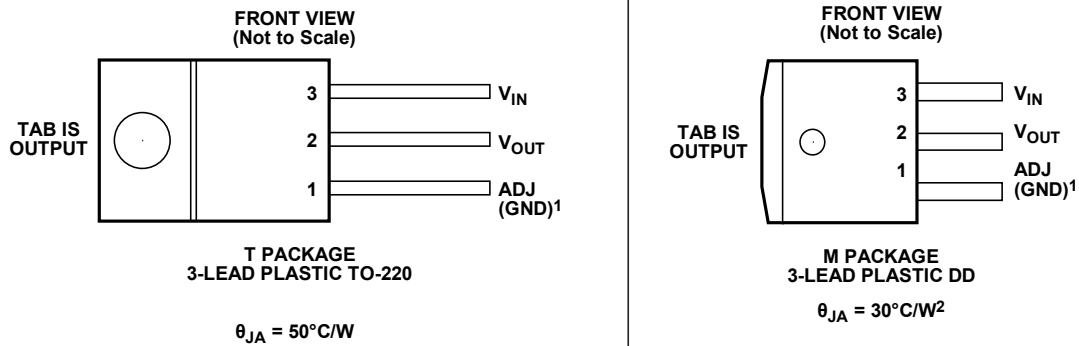 FRONT VIEW
(Not to Scale)
TAB IS
OUTPUT
3
VIN
2
VOUT
1
ADJ
(GND)1
T PACKAGE
3-LEAD PLASTIC TO-220
θJA = 50°C/W
FRONT VIEW
(Not to Scale)
TAB IS
OUTPUT
3
VIN
2
VOUT
1
ADJ
(GND)1
M PACKAGE
3-LEAD PLASTIC DD
θJA = 30°C/W2